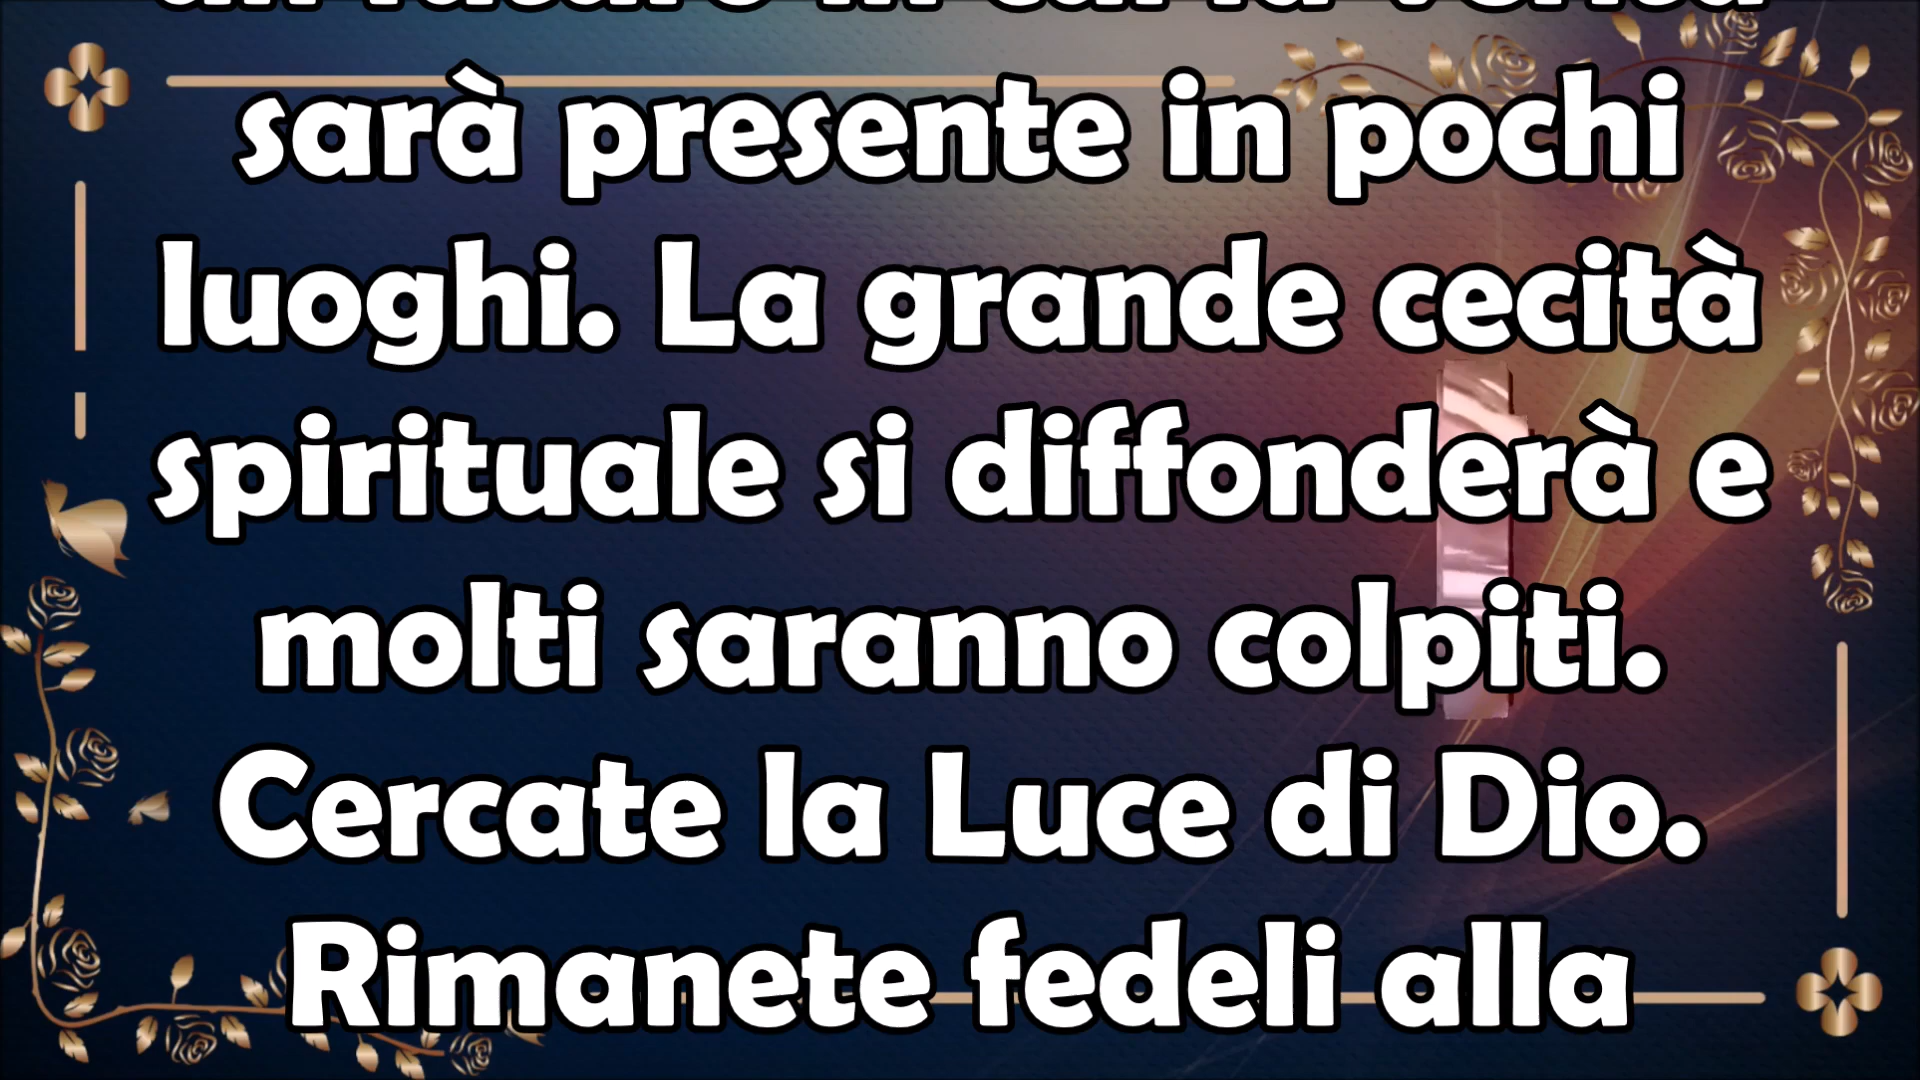 sarà presente in pochi
luoghi. La grande cecità
spirituale si diffonderà e
molti saranno colpiti.
Cercate la Luce di Dio.
Rimanete fedeli alla